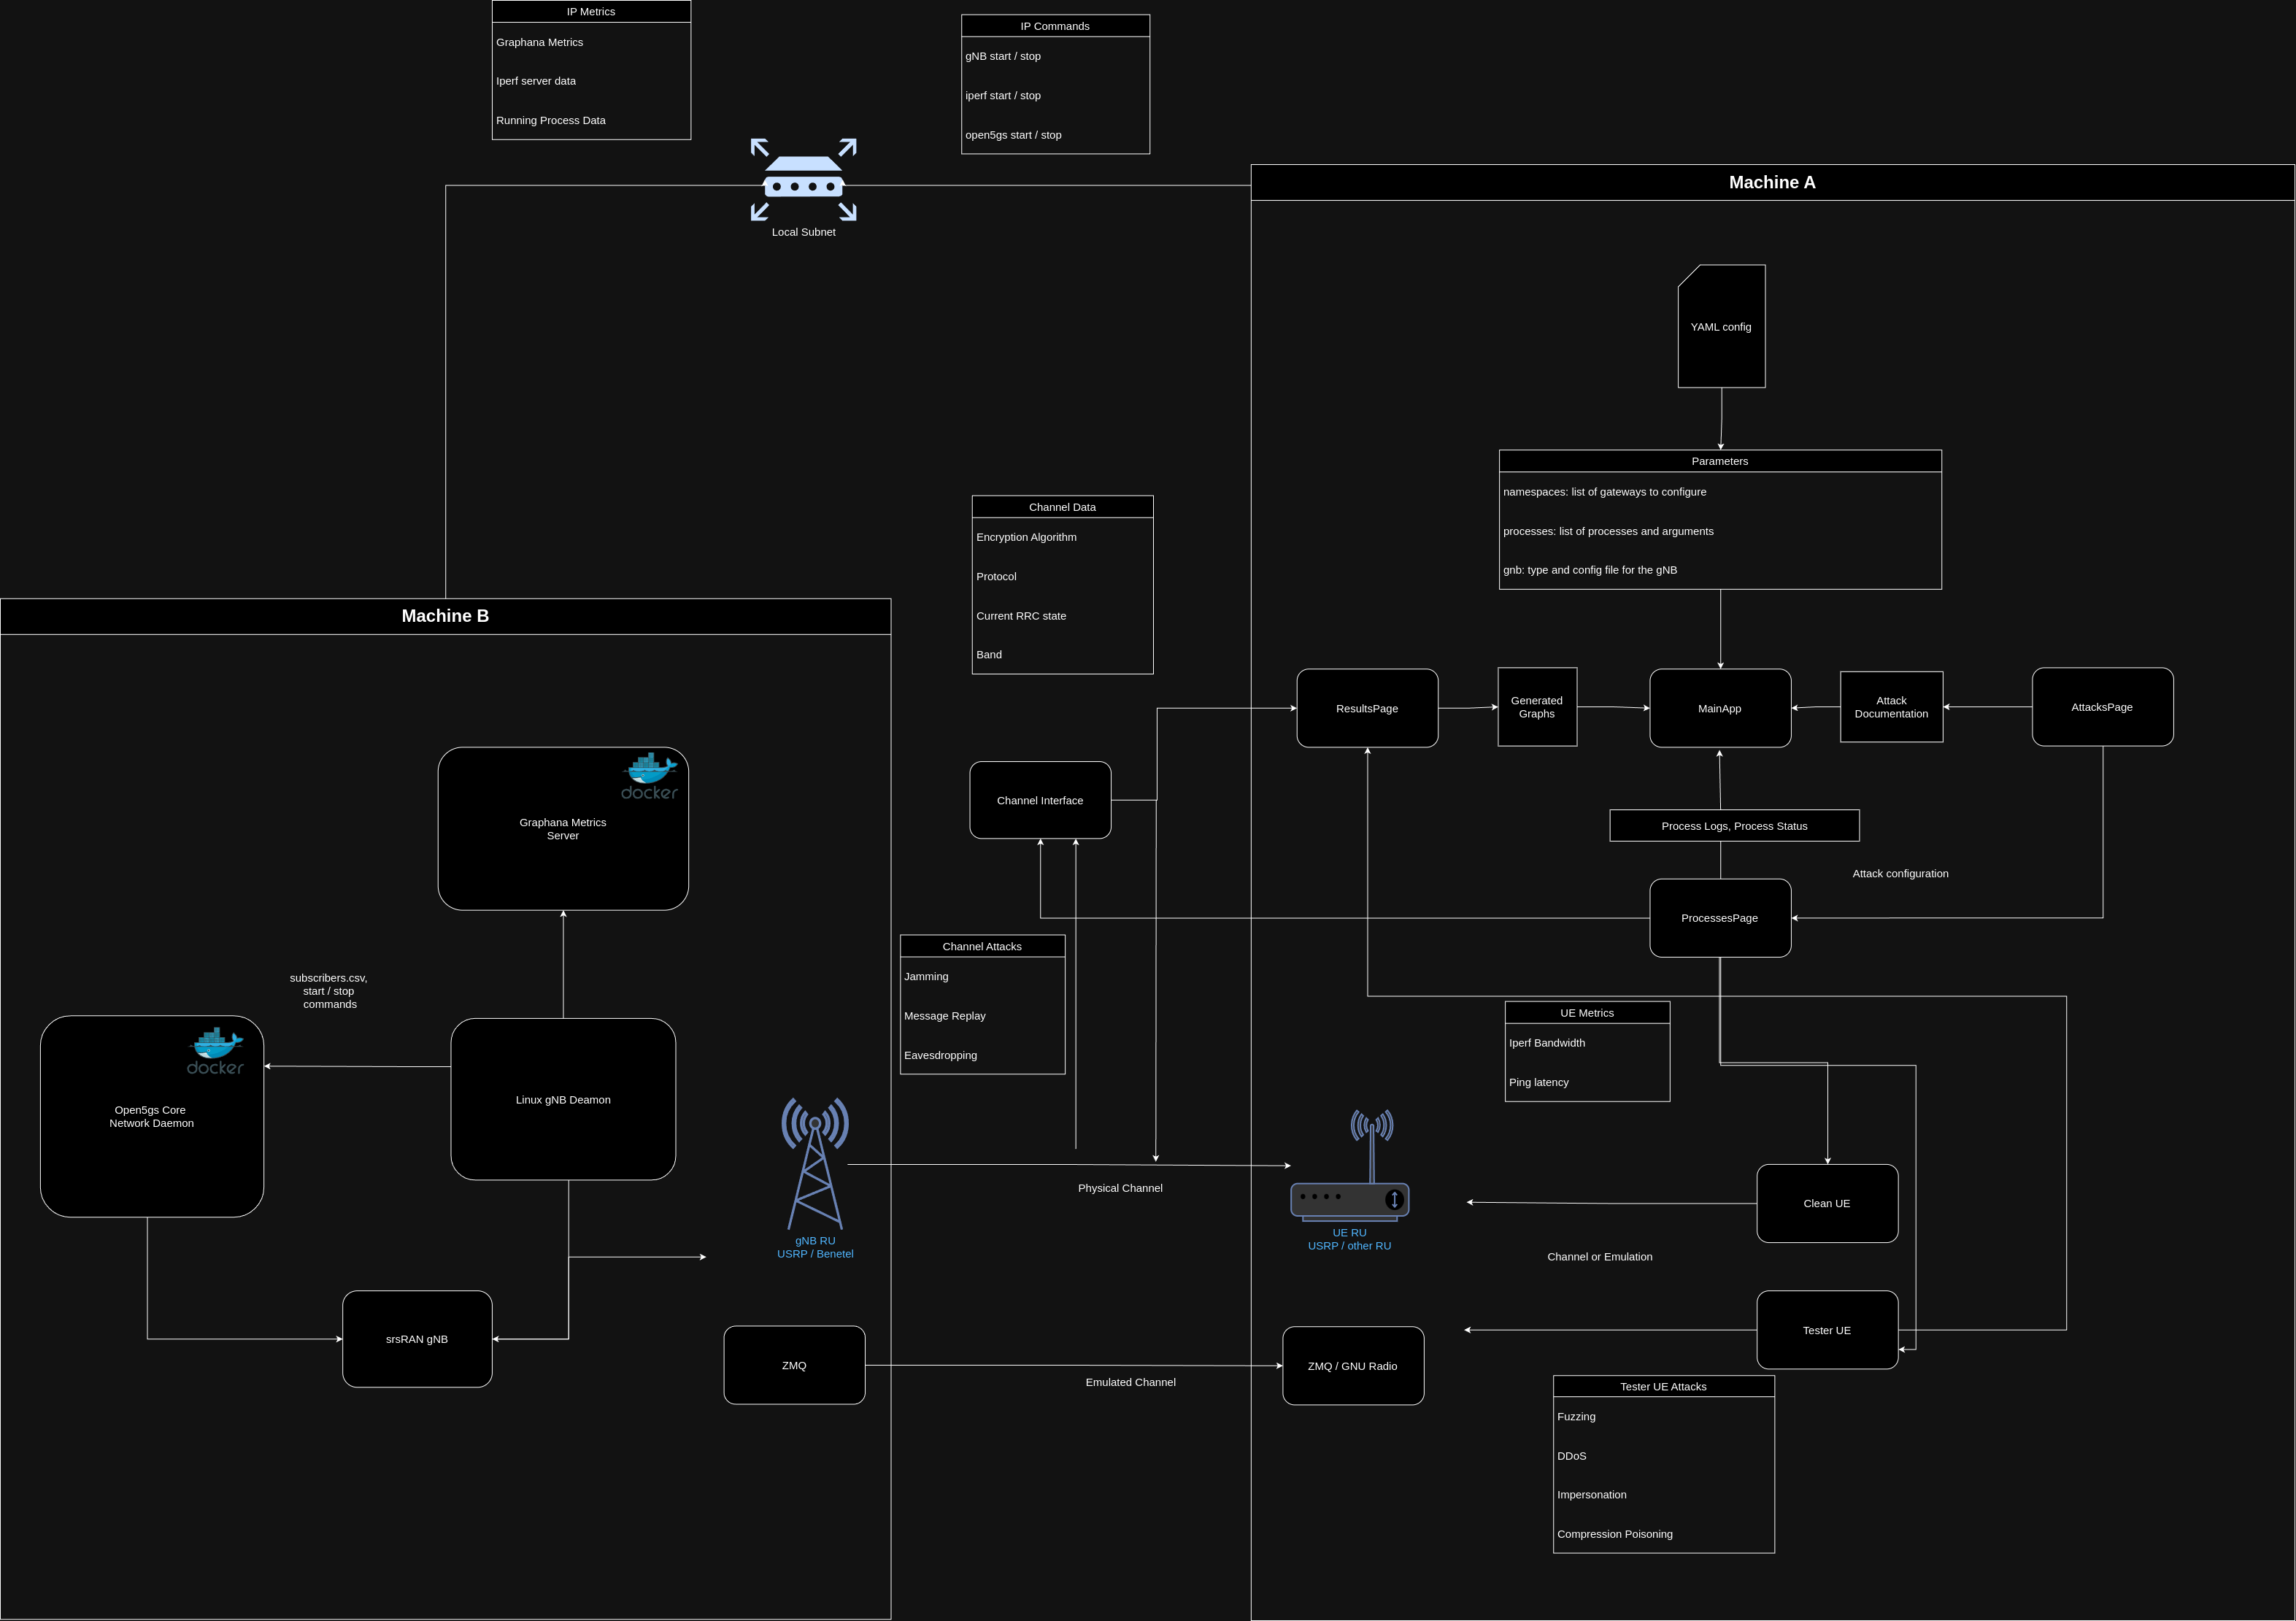 IP Metrics
Graphana Metrics
Iperf server data
Running Process Data
IP Commands
gNB start / stop
iperf start / stop
open5gs start / stop
Local Subnet
Machine A
YAML config
Parameters
namespaces: list of gateways to configure
processes: list of processes and arguments
gnb: type and config file for the gNB
Channel Data
Encryption Algorithm
Protocol
Current RRC state
Band
Machine B
ResultsPage
Generated
Graphs
MainApp
Attack
Documentation
AttacksPage
docker
Graphana Metrics
Server
Channel Interface
Process Logs, Process Status
Attack configuration
ProcessesPage
Channel Attacks
Jamming
Message Replay
Eavesdropping
subscribers.csv,
start / stop
commands
docker
Open5gs Core
Network Daemon
Linux gNB Deamon
UE Metrics
Iperf Bandwidth
Ping latency
gNB RU
USRP / Benetel
Physical Channel
UE RU
USRP / other RU
Clean UE
Channel or Emulation
srsRAN gNB
ZMQ
Emulated Channel
ZMQ / GNU Radio
Tester UE
Tester UE Attacks
Fuzzing
DDoS
Impersonation
Compression Poisoning